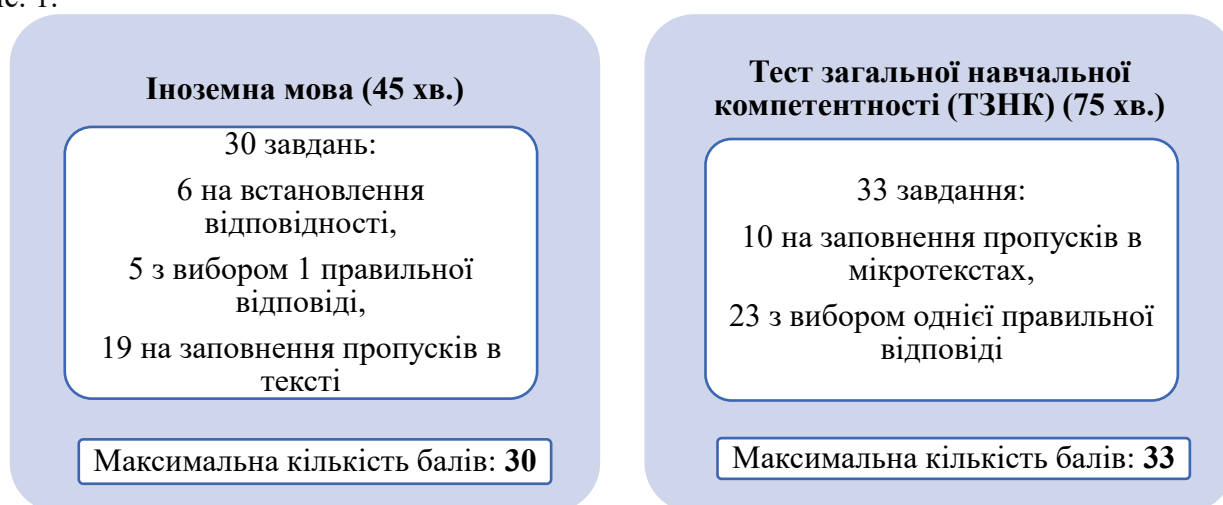 Іноземна мова (45 хв.)
30 завдань:
6 на встановлення
відповідності,
5 з вибором 1 правильної
відповіді,
19 на заповнення пропусків в
тексті
Максимальна кількість балів: 30
Тест загальної навчальної
компетентності (ТЗНК) (75 хв.)
33 завдання:
10 на заповнення пропусків в
мікротекстах,
23 з вибором однієї правильної
відповіді
Максимальна кількість балів: 33